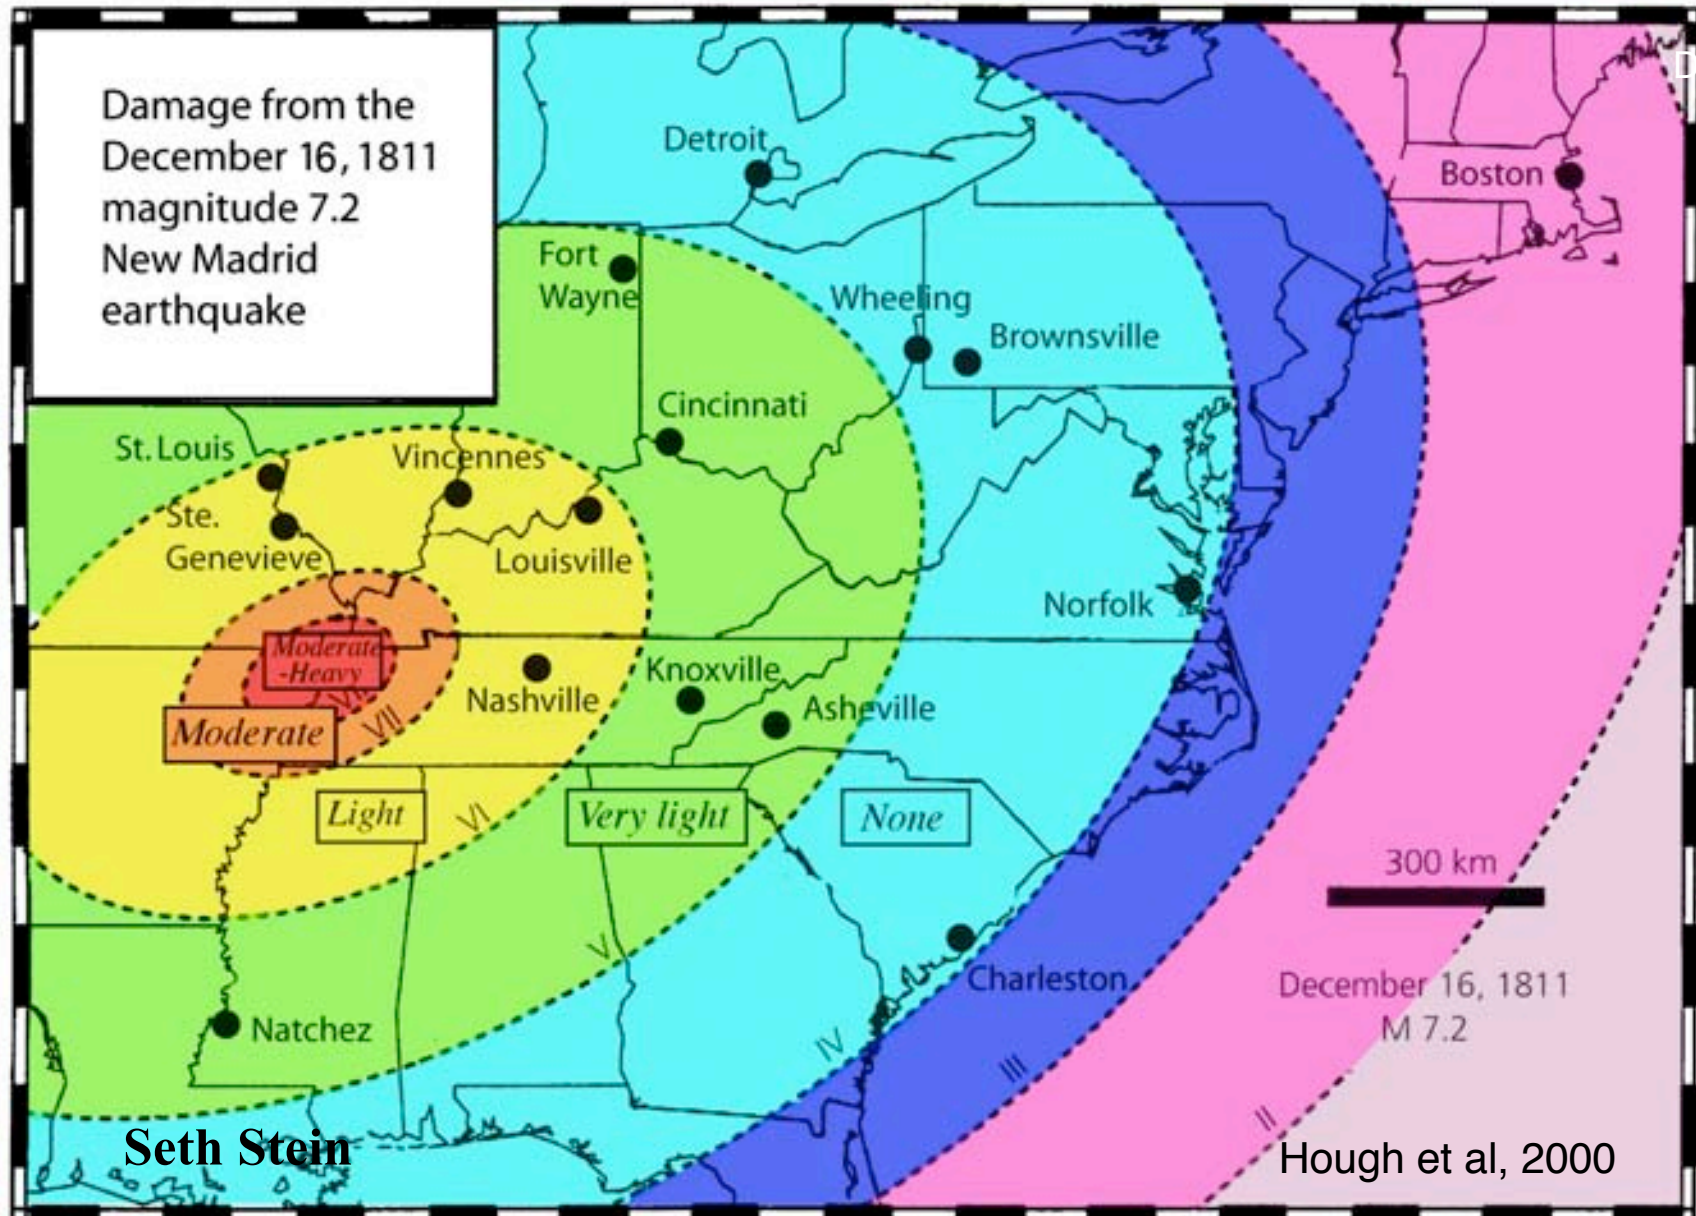 Damage from the
December 16, 1811
magnitude 7.2
New Madrid
earthquake
D
Detroit
Boston
Fort
Wayne
Wheeling
Brownsville
Cincinnati
St. Louis
Vincennes
Ste.
Genevieve
Louisville
Norfolk
Moderate
-Heavy
Knoxville
Nashville
Asheville
VII
Moderate
Light
VI
Very light
None
300 km
V
Charleston
December 16, 1811
M 7.2
Natchez
IV
III
II
Seth Stein
Hough et al, 2000